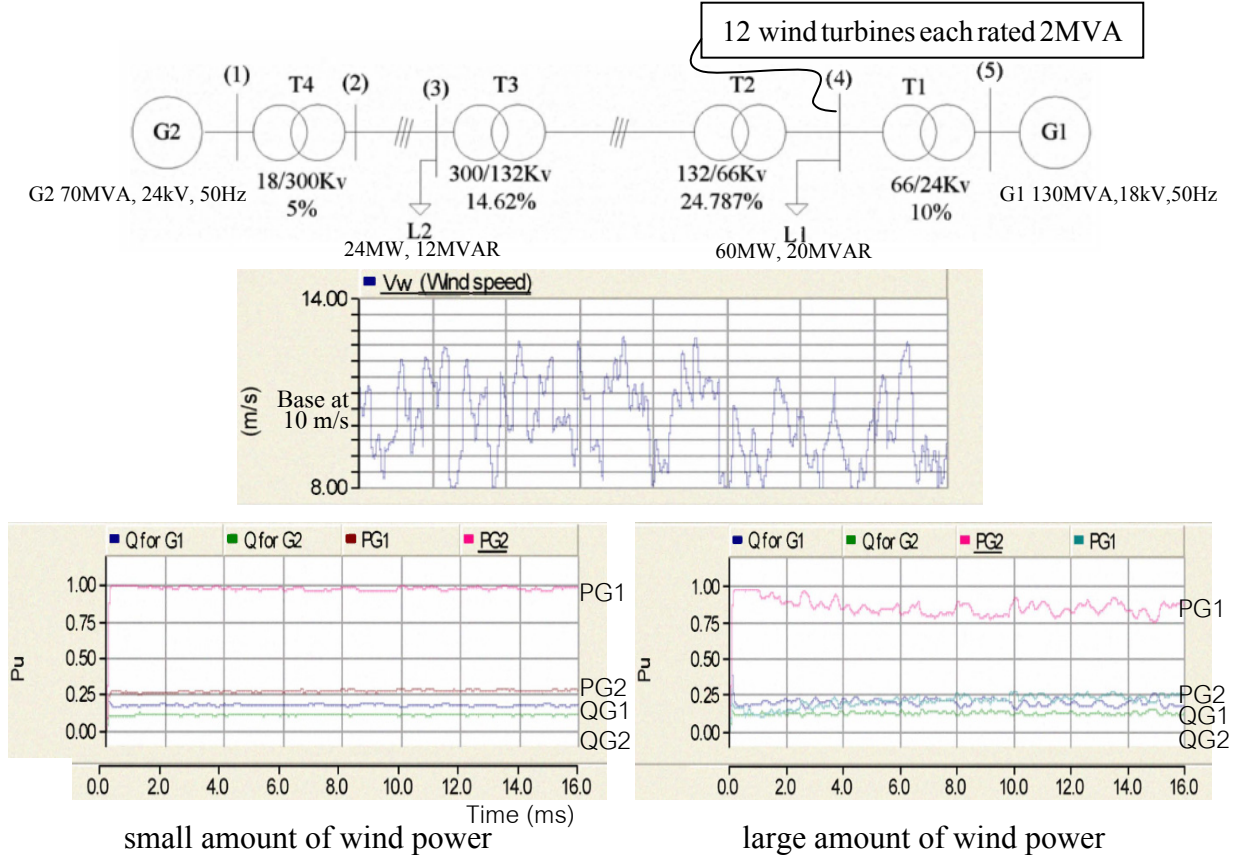 12 wind turbines each rated 2MVA
(1) T4 (2) (3) T3 T2 (4) T1 (5)
G2 G1
18/300Kv 300/132Kv 132/66Kv 66/24Kv
5% 14.62% 24.787% 10%
G2 70MVA, 24kV, 50Hz
G1 130MVA,18kV,50Hz
L2 L1
24MW, 12MVAR 60MW, 20MVAR
Vw (Wind speed)
14.00
(m/s)
Base at
10 m/s
8.00
Q for G1 Q for G2 PG1 PG2
1.00
0.75
0.50
0.25
0.00
Pu
PG1
PG2
QG1
QG2
0.0 2.0 4.0 6.0 8.0 10.0 12.0 14.0 16.0
Time (ms)
small amount of wind power
Q for G1 Q for G2 PG2 PG1
1.00
0.75
0.50
0.25
0.00
Pu
PG1
PG2
QG1
QG2
0.0 2.0 4.0 6.0 8.0 10.0 12.0 14.0 16.0
large amount of wind power